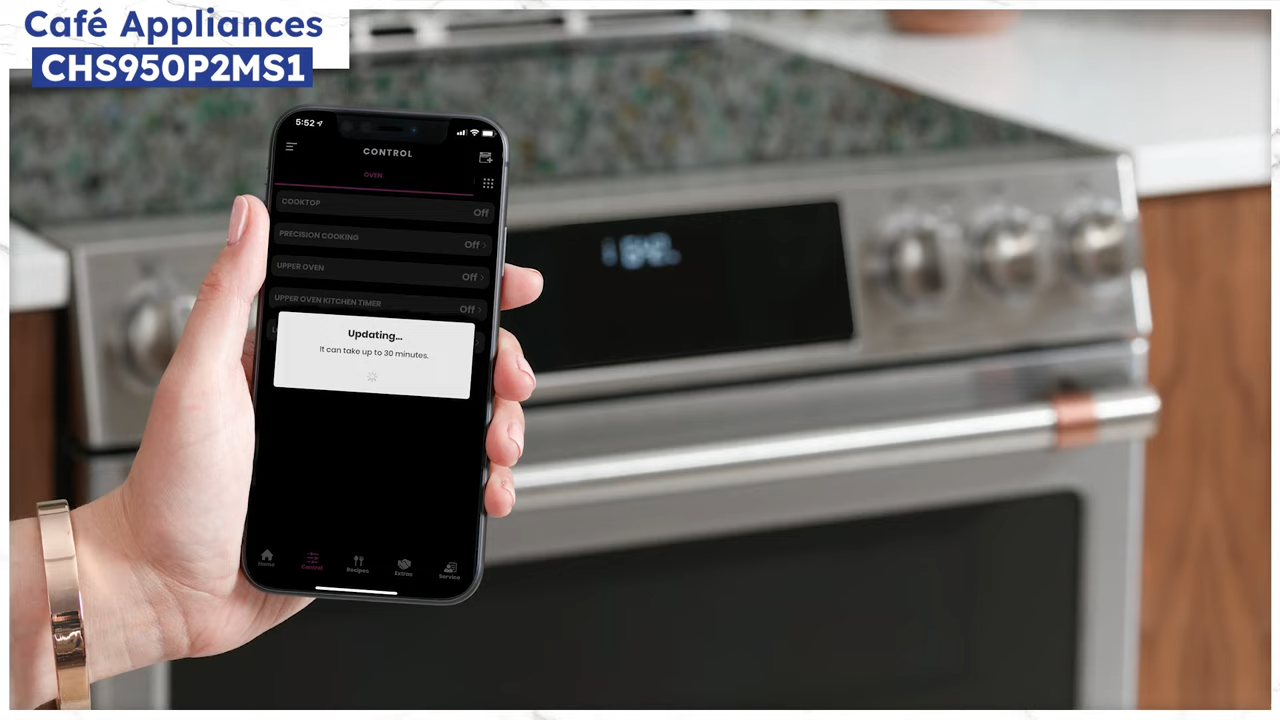 Café Appliances
CHS950P2MS1
5:52
CONTROL
OVEN
COOKTOP
Off
PRECISION COOKING
Off
UPPER OVEN
Off
UPPER OVEN KITCHEN TIMER
Off
Updating...
It can take up to 30 minutes.
Home
Control
Recipes
Extras
Service